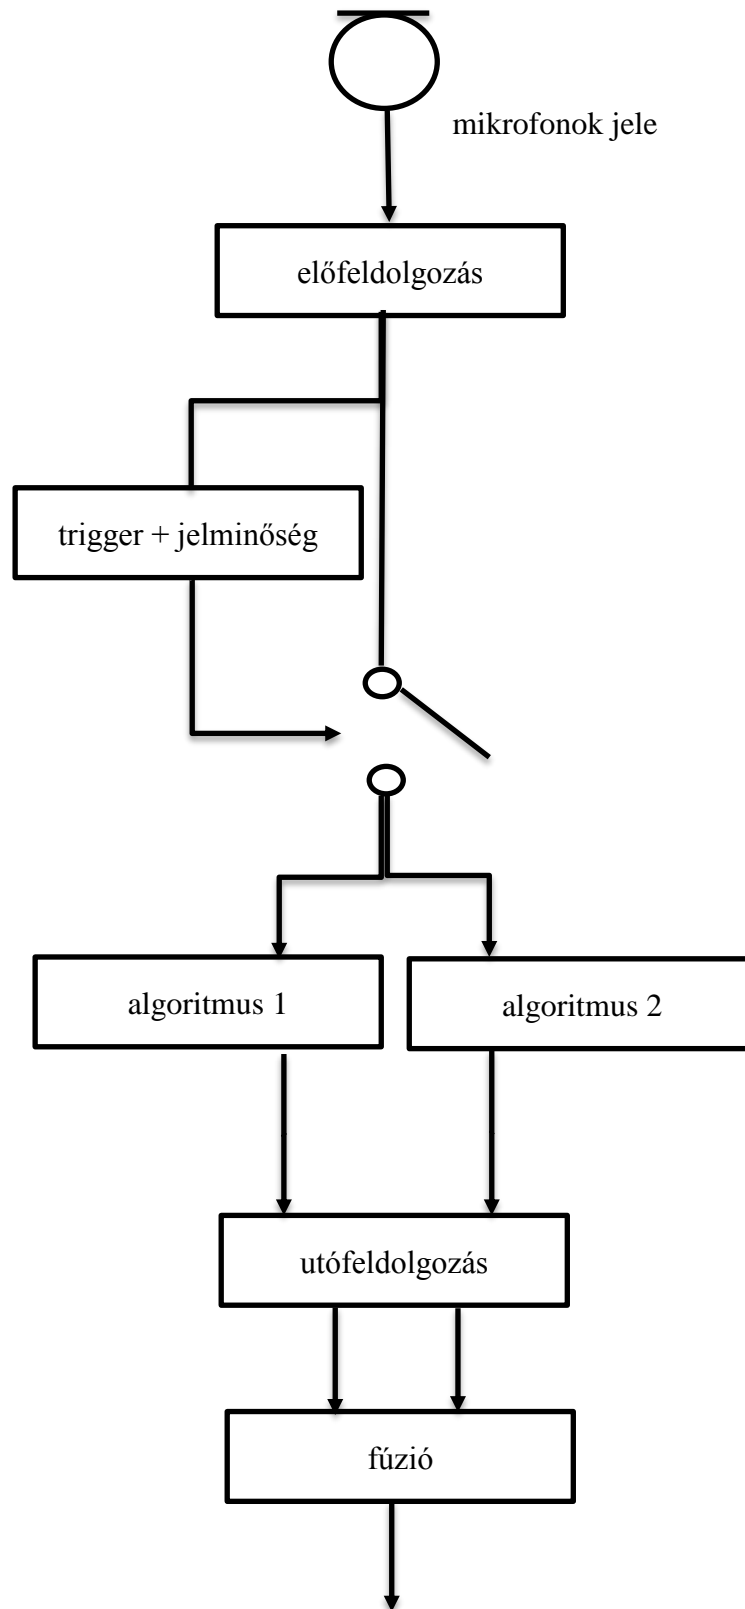 mikrofonok jele
előfeldolgozás
trigger + jelminőség
algoritmus 1
algoritmus 2
utófeldolgozás
fúzió